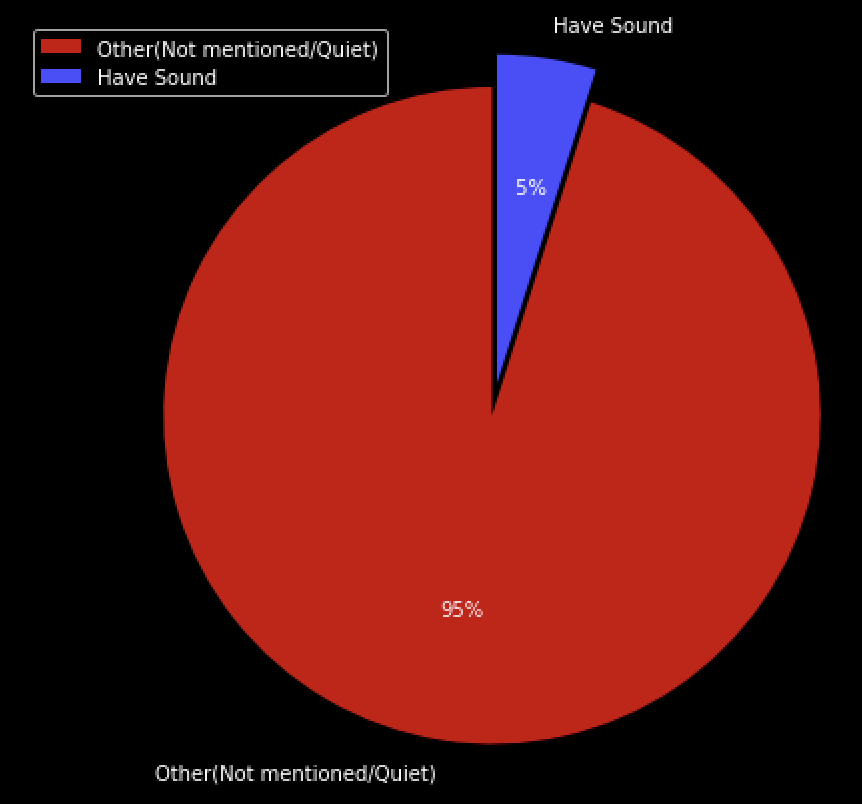 Have Sound
Other(Not mentioned/Quiet)
Have Sound
5%
95%
Other(Not mentioned/Quiet)